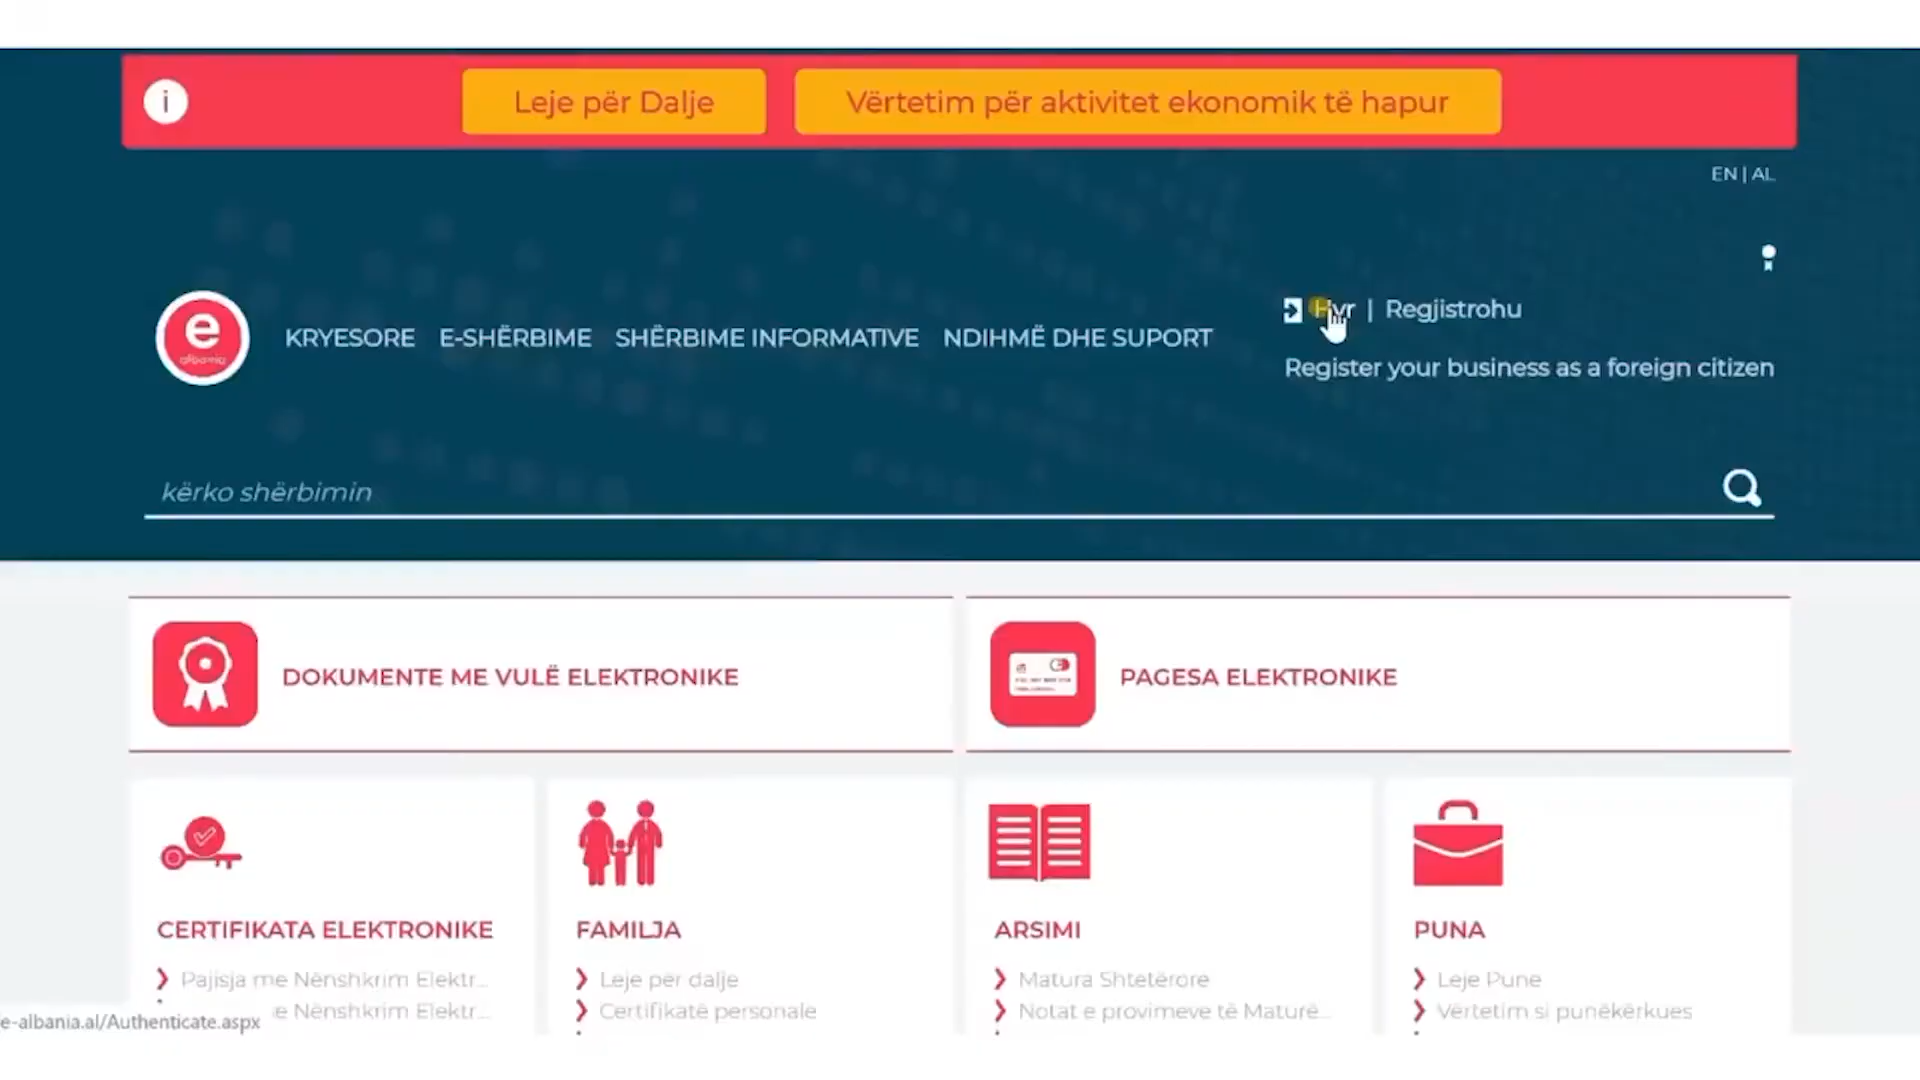 i
Leje për Dalje
Vërtetim për aktivitet ekonomik të hapur
EN | AL
e
albania
KRYESORE
E-SHËRBIME
SHËRBIME INFORMATIVE
NDIHMË DHE SUPORT
Hyr | Regjistrohu
Register your business as a foreign citizen
kërko shërbimin
DOKUMENTE ME VULË ELEKTRONIKE
PAGESA ELEKTRONIKE
CERTIFIKATA ELEKTRONIKE
Pajisja me Nënshkrim Elektr...
e Nënshkrim Elektr...
FAMILJA
Leje për dalje
Certifikatë personale
ARSIMI
Matura Shtetërore
Notat e provimeve të Maturë...
PUNA
Leje Pune
Vërtetim si punëkërkues
e-albania.al/Authenticate.aspx